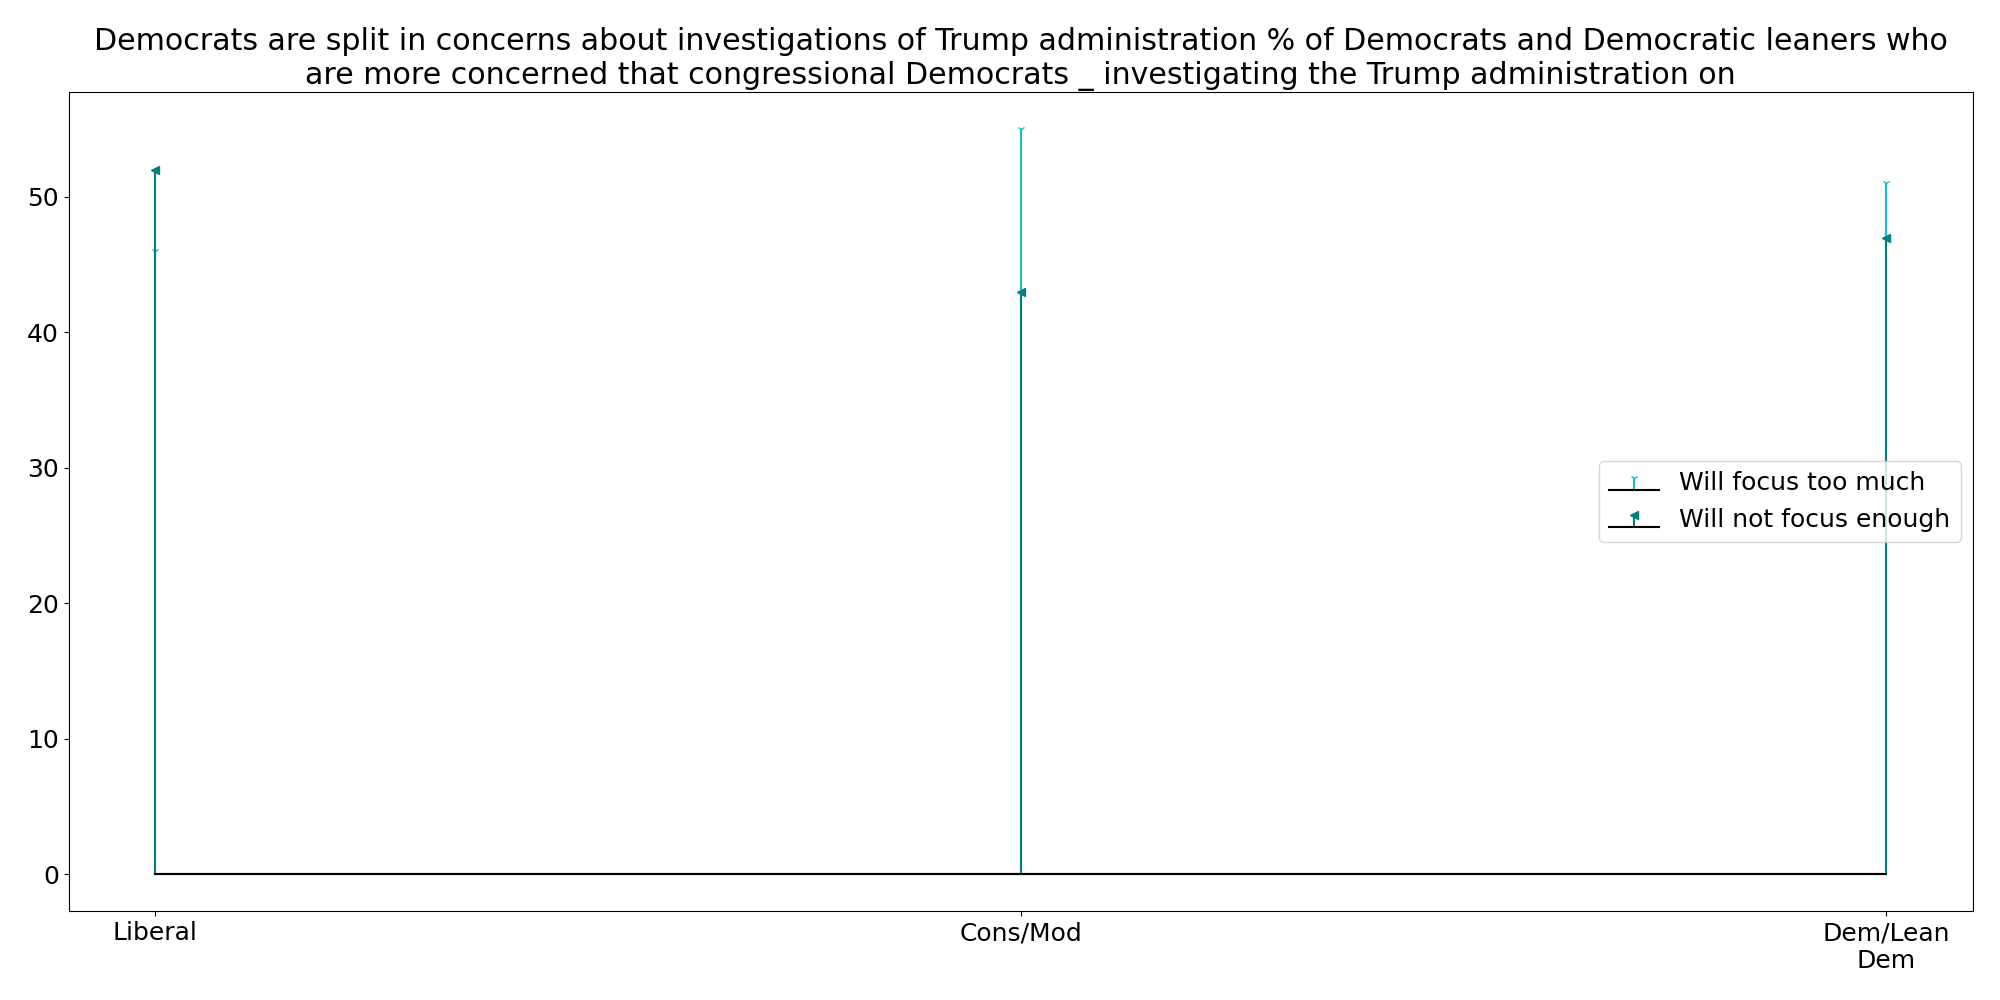 Democrats are split in concerns about investigations of Trump administration % of Democrats and Democratic leaners who
are more concerned that congressional Democrats _ investigating the Trump administration on
50
40
30
20
10
0
Will focus too much
Will not focus enough
Liberal
Cons/Mod
Dem/Lean
Dem